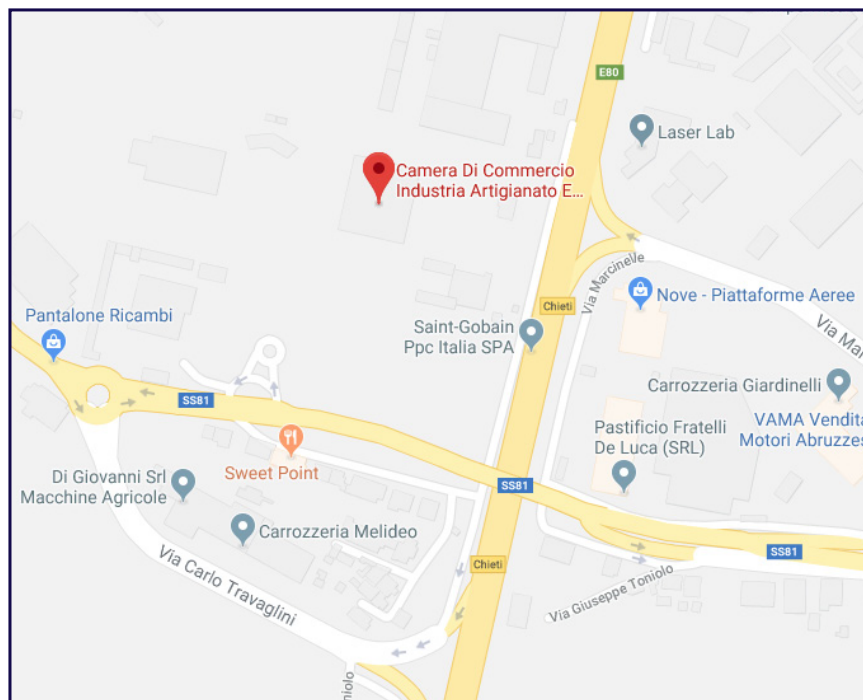 E80
Laser Lab
Camera Di Commercio
Industria Artigianato E...
Via Marcinelle
Nove - Piattaforme Aeree
Chieti
Pantalone Ricambi
Saint-Gobain
Ppc Italia SPA
Via Mar
Carrozzeria Giardinelli
SS81
VAMA Vendita
Motori Abruzzes
Pastificio Fratelli
De Luca (SRL)
Sweet Point
Di Giovanni Srl
Macchine Agricole
SS81
Carrozzeria Melideo
SS81
Chieti
Via Carlo Travaglini
Via Giuseppe Toniolo
niolo